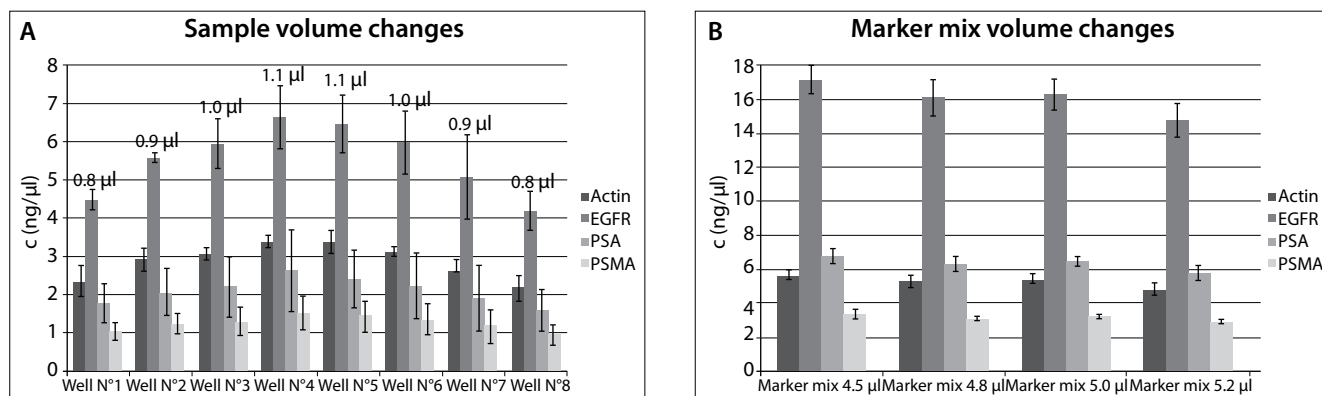 A
Sample volume changes
c (ng/µl)
8
7
6
5
4
3
2
1
0
0.8 µl
0.9 µl
1.0 µl
1.1 µl
1.1 µl
1.0 µl
0.9 µl
0.8 µl
Well N°1 Well N°2 Well N°3 Well N°4 Well N°5 Well N°6 Well N°7 Well N°8
Actin
EGFR
PSA
PSMA
B
Marker mix volume changes
c (ng/µl)
18
16
14
12
10
8
6
4
2
0
Marker mix 4.5 µl Marker mix 4.8 µl Marker mix 5.0 µl Marker mix 5.2 µl
Actin
EGFR
PSA
PSMA